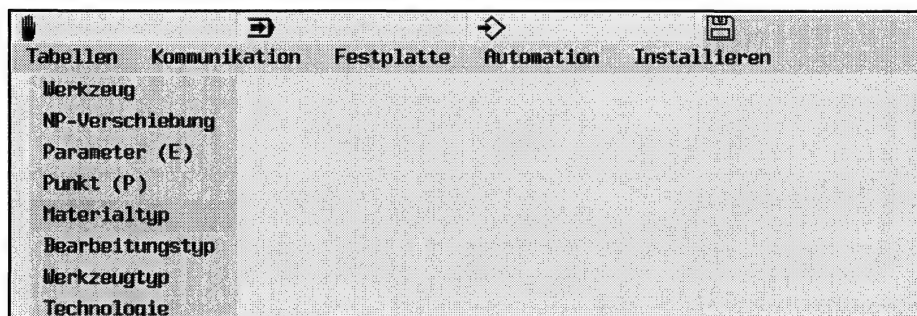 Tabellen Kommunikation Festplatte Automation Installieren
Werkzeug
NP-Verschiebung
Parameter (E)
Punkt (P)
Materialtyp
Bearbeitungstyp
Werkzeugtyp
Technologie